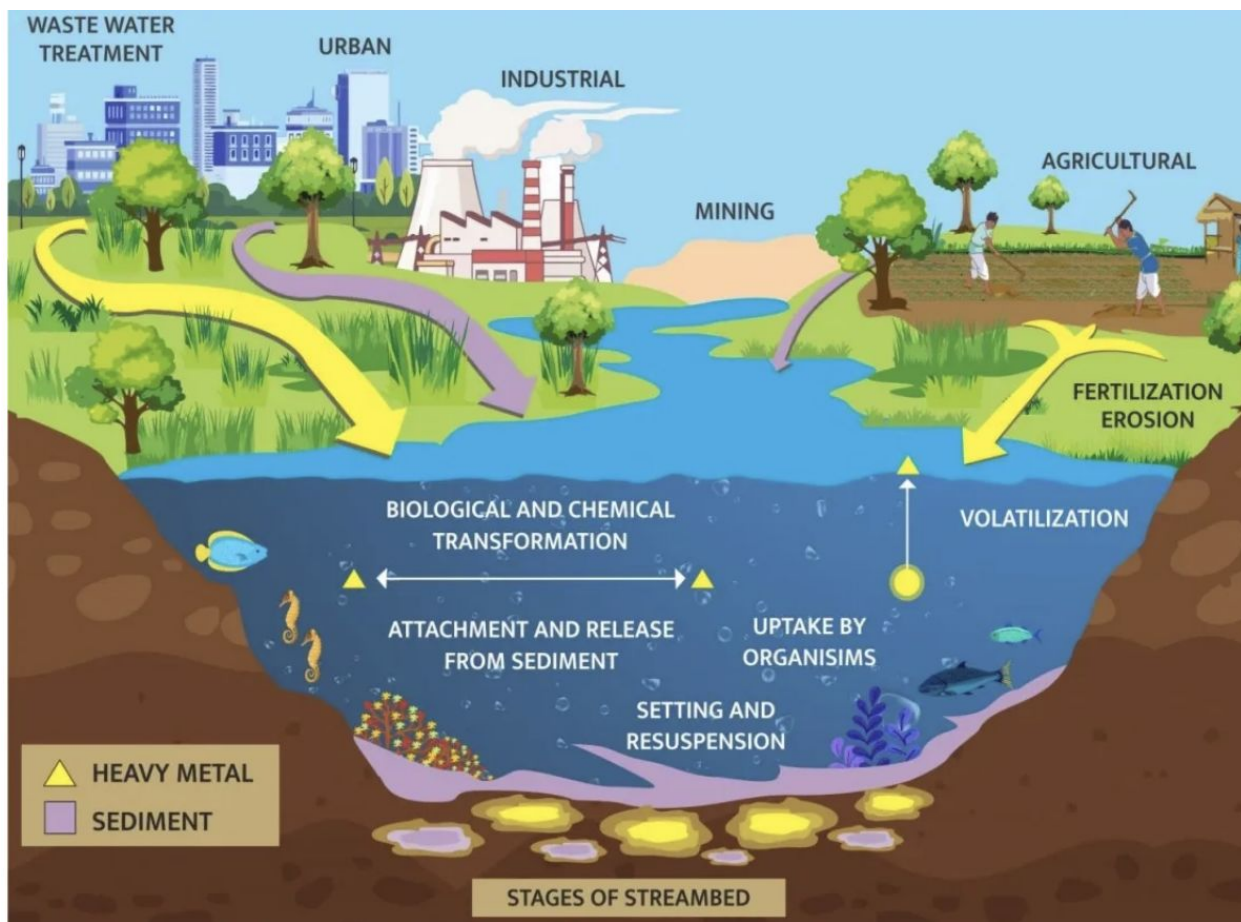 WASTE WATER
TREATMENT
URBAN
INDUSTRIAL
MINING
AGRICULTURAL
FERTILIZATION
EROSION
BIOLOGICAL AND CHEMICAL
TRANSFORMATION
VOLATILIZATION
ATTACHMENT AND RELEASE
FROM SEDIMENT
UPTAKE BY
ORGANISIMS
SETTING AND
RESUSPENSION
HEAVY METAL
SEDIMENT
STAGES OF STREAMBED